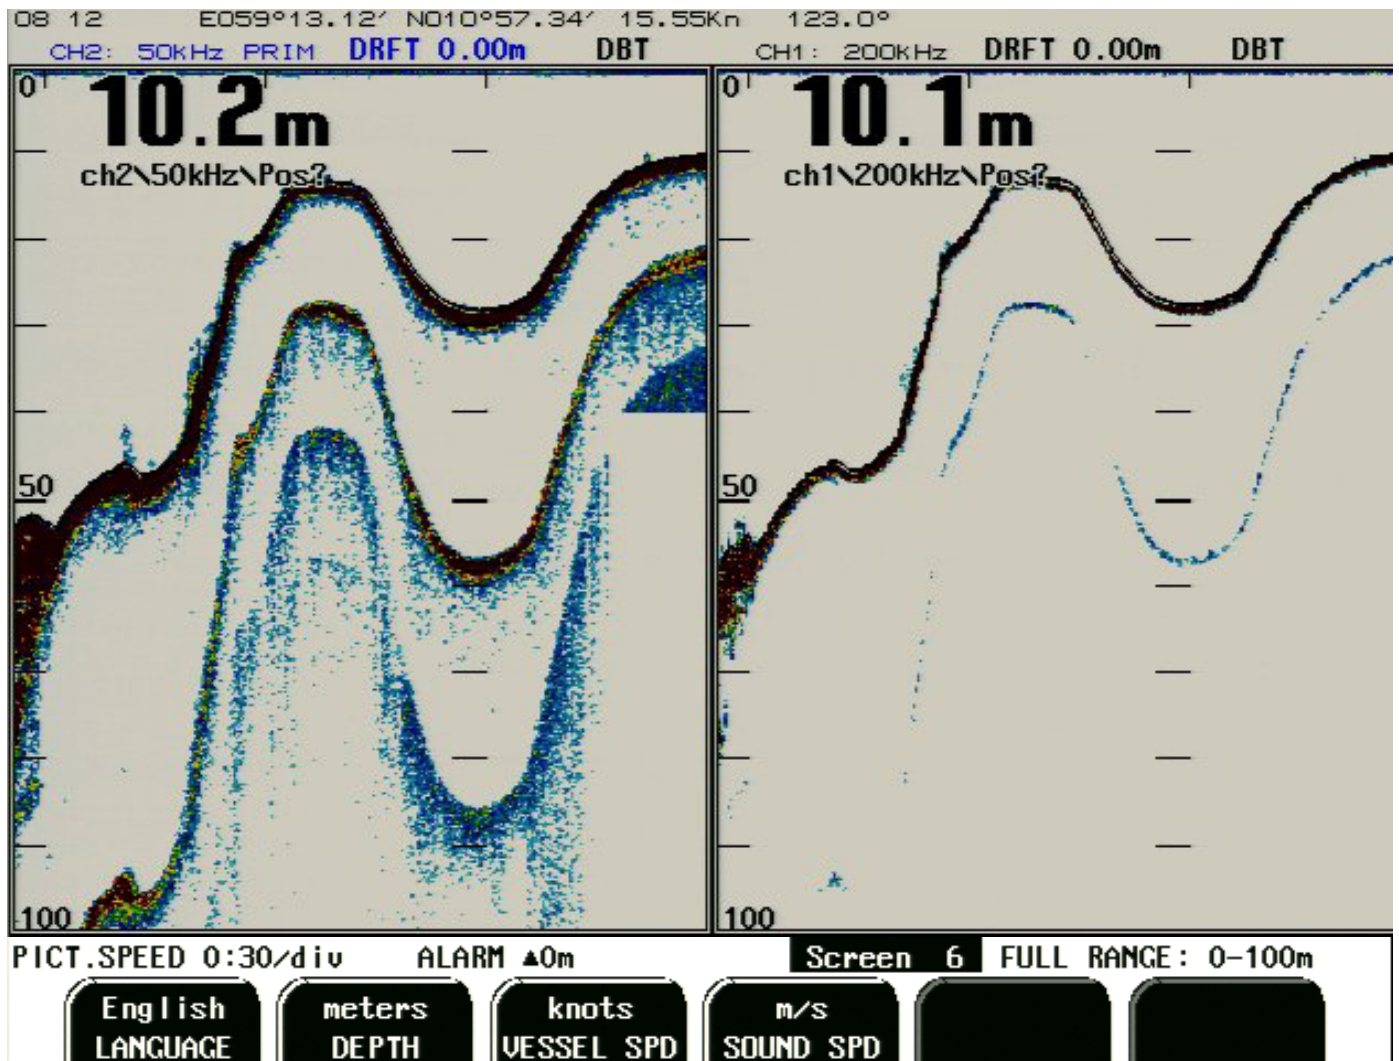 08 12 E059°13.12′ N010°57.34′ 15.55Kn 123.0°
CH2: 50kHz PRIM DRFT 0.00m DBT CH1: 200kHz DRFT 0.00m DBT
0 10.2m 0 10.1m
ch2\50kHz\Pos? ch1\200kHz\Pos?
50 50
100 100
PICT.SPEED 0:30/div ALARM ▲0m Screen 6 FULL RANGE: 0-100m
English meters knots m/s
LANGUAGE DEPTH VESSEL SPD SOUND SPD